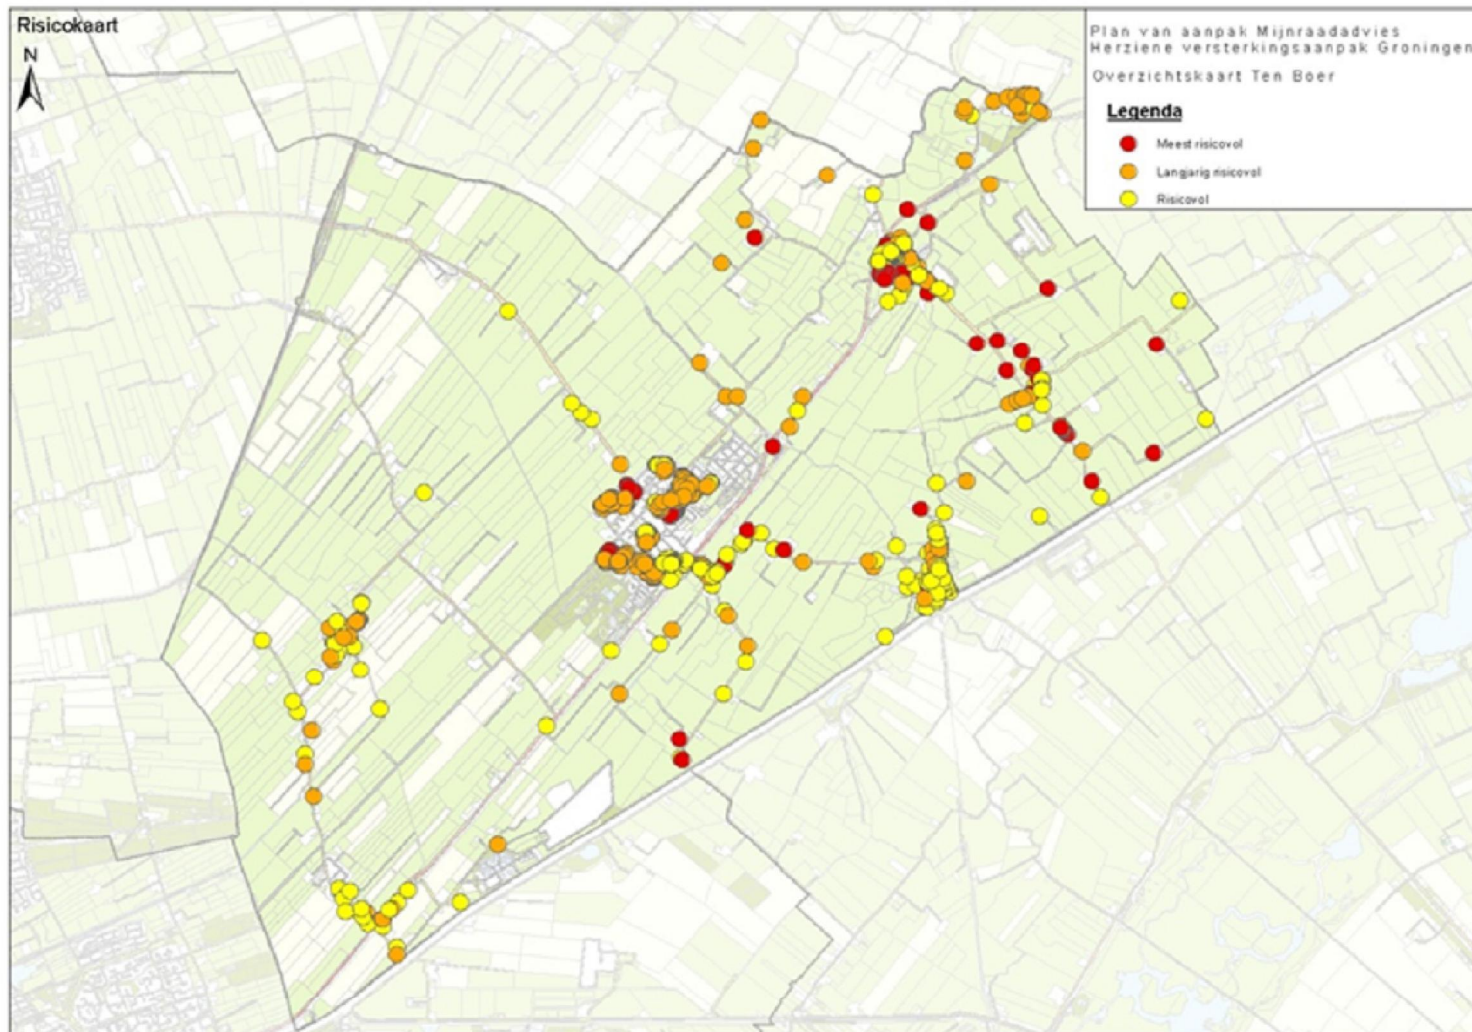 Risicokaart
N
Plan van aanpak Mijnraadadvies
Herziene versterkingsaanpak Groningen
Overzichtskaart Ten Boer
Legenda
Meest risicovol
Langjarig risicovol
Risicovol